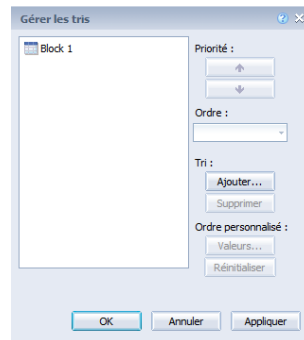 Gérer les tris
Block 1
Priorité :
Ordre :
Tri :
Ajouter...
Supprimer
Ordre personnalisé :
Valeurs...
Réinitialiser
OK
Annuler
Appliquer